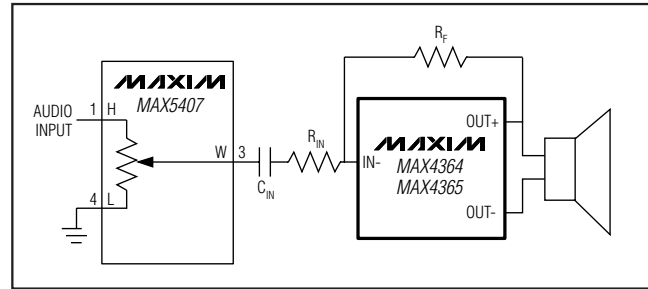 MAXIM
MAX5407
AUDIO
INPUT
1 H
4 L
W 3
C_IN
R_IN
R_F
IN-
MAXIM
MAX4364
MAX4365
OUT+
OUT-